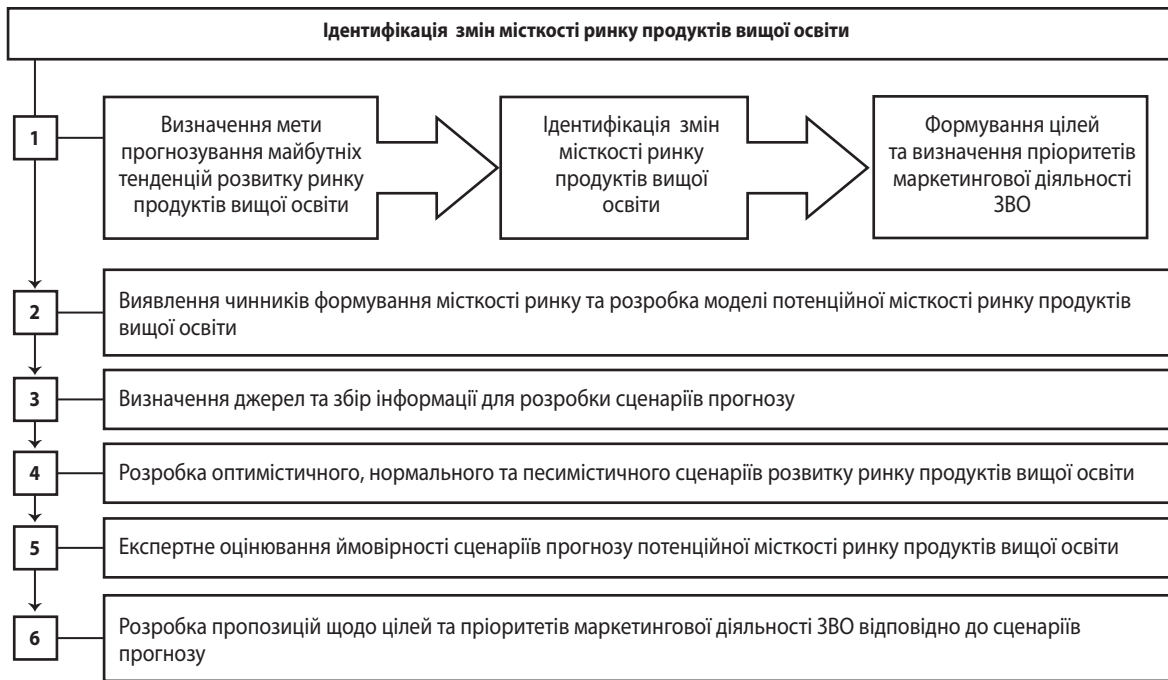 Ідентифікація змін місткості ринку продуктів вищої освіти
1
Визначення мети
прогнозування майбутніх
тенденцій розвитку ринку
продуктів вищої освіти
Ідентифікація змін
місткості ринку
продуктів вищої
освіти
Формування цілей
та визначення пріоритетів
маркетингової діяльності
ЗВО
2
Виявлення чинників формування місткості ринку та розробка моделі потенційної місткості ринку продуктів
вищої освіти
3
Визначення джерел та збір інформації для розробки сценаріїв прогнозу
4
Розробка оптимістичного, нормального та песимістичного сценаріїв розвитку ринку продуктів вищої освіти
5
Експертне оцінювання ймовірності сценаріїв прогнозу потенційної місткості ринку продуктів вищої освіти
6
Розробка пропозицій щодо цілей та пріоритетів маркетингової діяльності ЗВО відповідно до сценаріїв
прогнозу